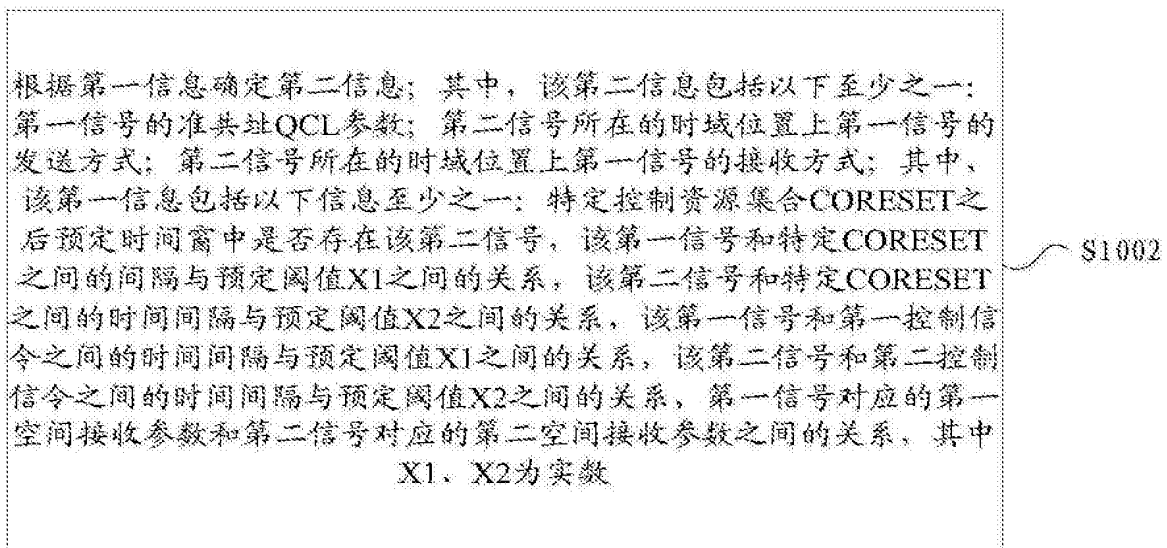 根据第一信息确定第二信息；其中，该第二信息包括以下至少之一：
第一信号的准共址QCL参数；第二信号所在的时域位置上第一信号的
发送方式；第二信号所在的时域位置上第一信号的接收方式；其中、
该第一信息包括以下信息至少之一：特定控制资源集合CORESET之
后预定时间窗中是否存在该第二信号、该第一信号和特定CORESET
之间的间隔与预定阈值X1之间的关系，该第二信号和特定CORESET
之间的时间间隔与预定阈值X2之间的关系、该第一信号和第一控制信
令之间的时间间隔与预定阈值X1之间的关系、该第二信号和第二控制
信令之间的时间间隔与预定阈值X2之间的关系、第一信号对应的第一
空间接收参数和第二信号对应的第二空间接收参数之间的关系、其中
X1、X2为实数
S1002